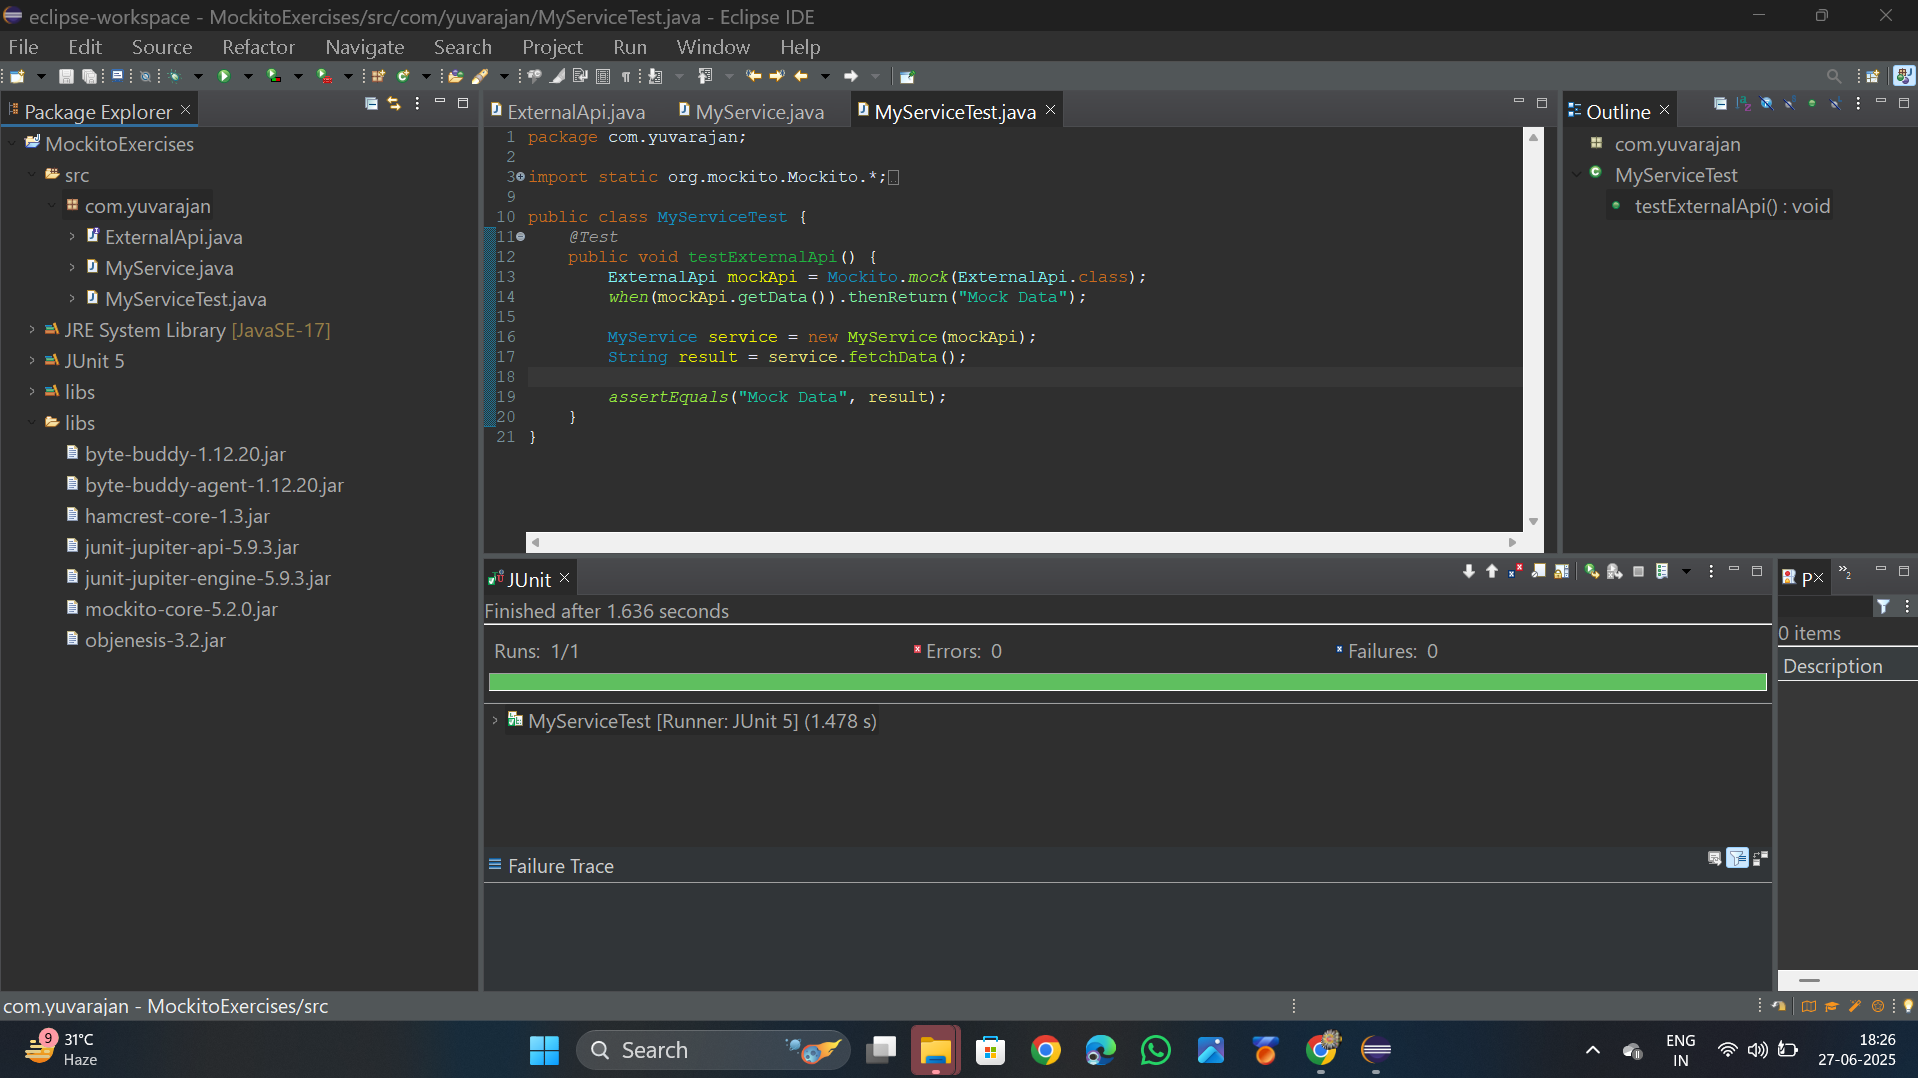 eclipse-workspace - MockitoExercises/src/com/yuvarajan/MyServiceTest.java - Eclipse IDE
File Edit Source Refactor Navigate Search Project Run Window Help
Package Explorer
MockitoExercises
src
com.yuvarajan
ExternalApi.java
MyService.java
MyServiceTest.java
JRE System Library [JavaSE-17]
JUnit 5
libs
libs
byte-buddy-1.12.20.jar
byte-buddy-agent-1.12.20.jar
hamcrest-core-1.3.jar
junit-jupiter-api-5.9.3.jar
junit-jupiter-engine-5.9.3.jar
mockito-core-5.2.0.jar
objenesis-3.2.jar
ExternalApi.java MyService.java MyServiceTest.java
1 package com.yuvarajan;
2
3 import static org.mockito.Mockito.*;
9
10 public class MyServiceTest {
11 @Test
12 public void testExternalApi() {
13 ExternalApi mockApi = Mockito.mock(ExternalApi.class);
14 when(mockApi.getData()).thenReturn("Mock Data");
15
16 MyService service = new MyService(mockApi);
17 String result = service.fetchData();
18
19 assertEquals("Mock Data", result);
20 }
21 }
Outline
com.yuvarajan
MyServiceTest
testExternalApi() : void
JUnit
Finished after 1.636 seconds
Runs: 1/1 Errors: 0 Failures: 0
MyServiceTest [Runner: JUnit 5] (1.478 s)
Failure Trace
P
2
0 items
Description
com.yuvarajan - MockitoExercises/src
9
31°C
Haze
Search
ENG
IN
18:26
27-06-2025